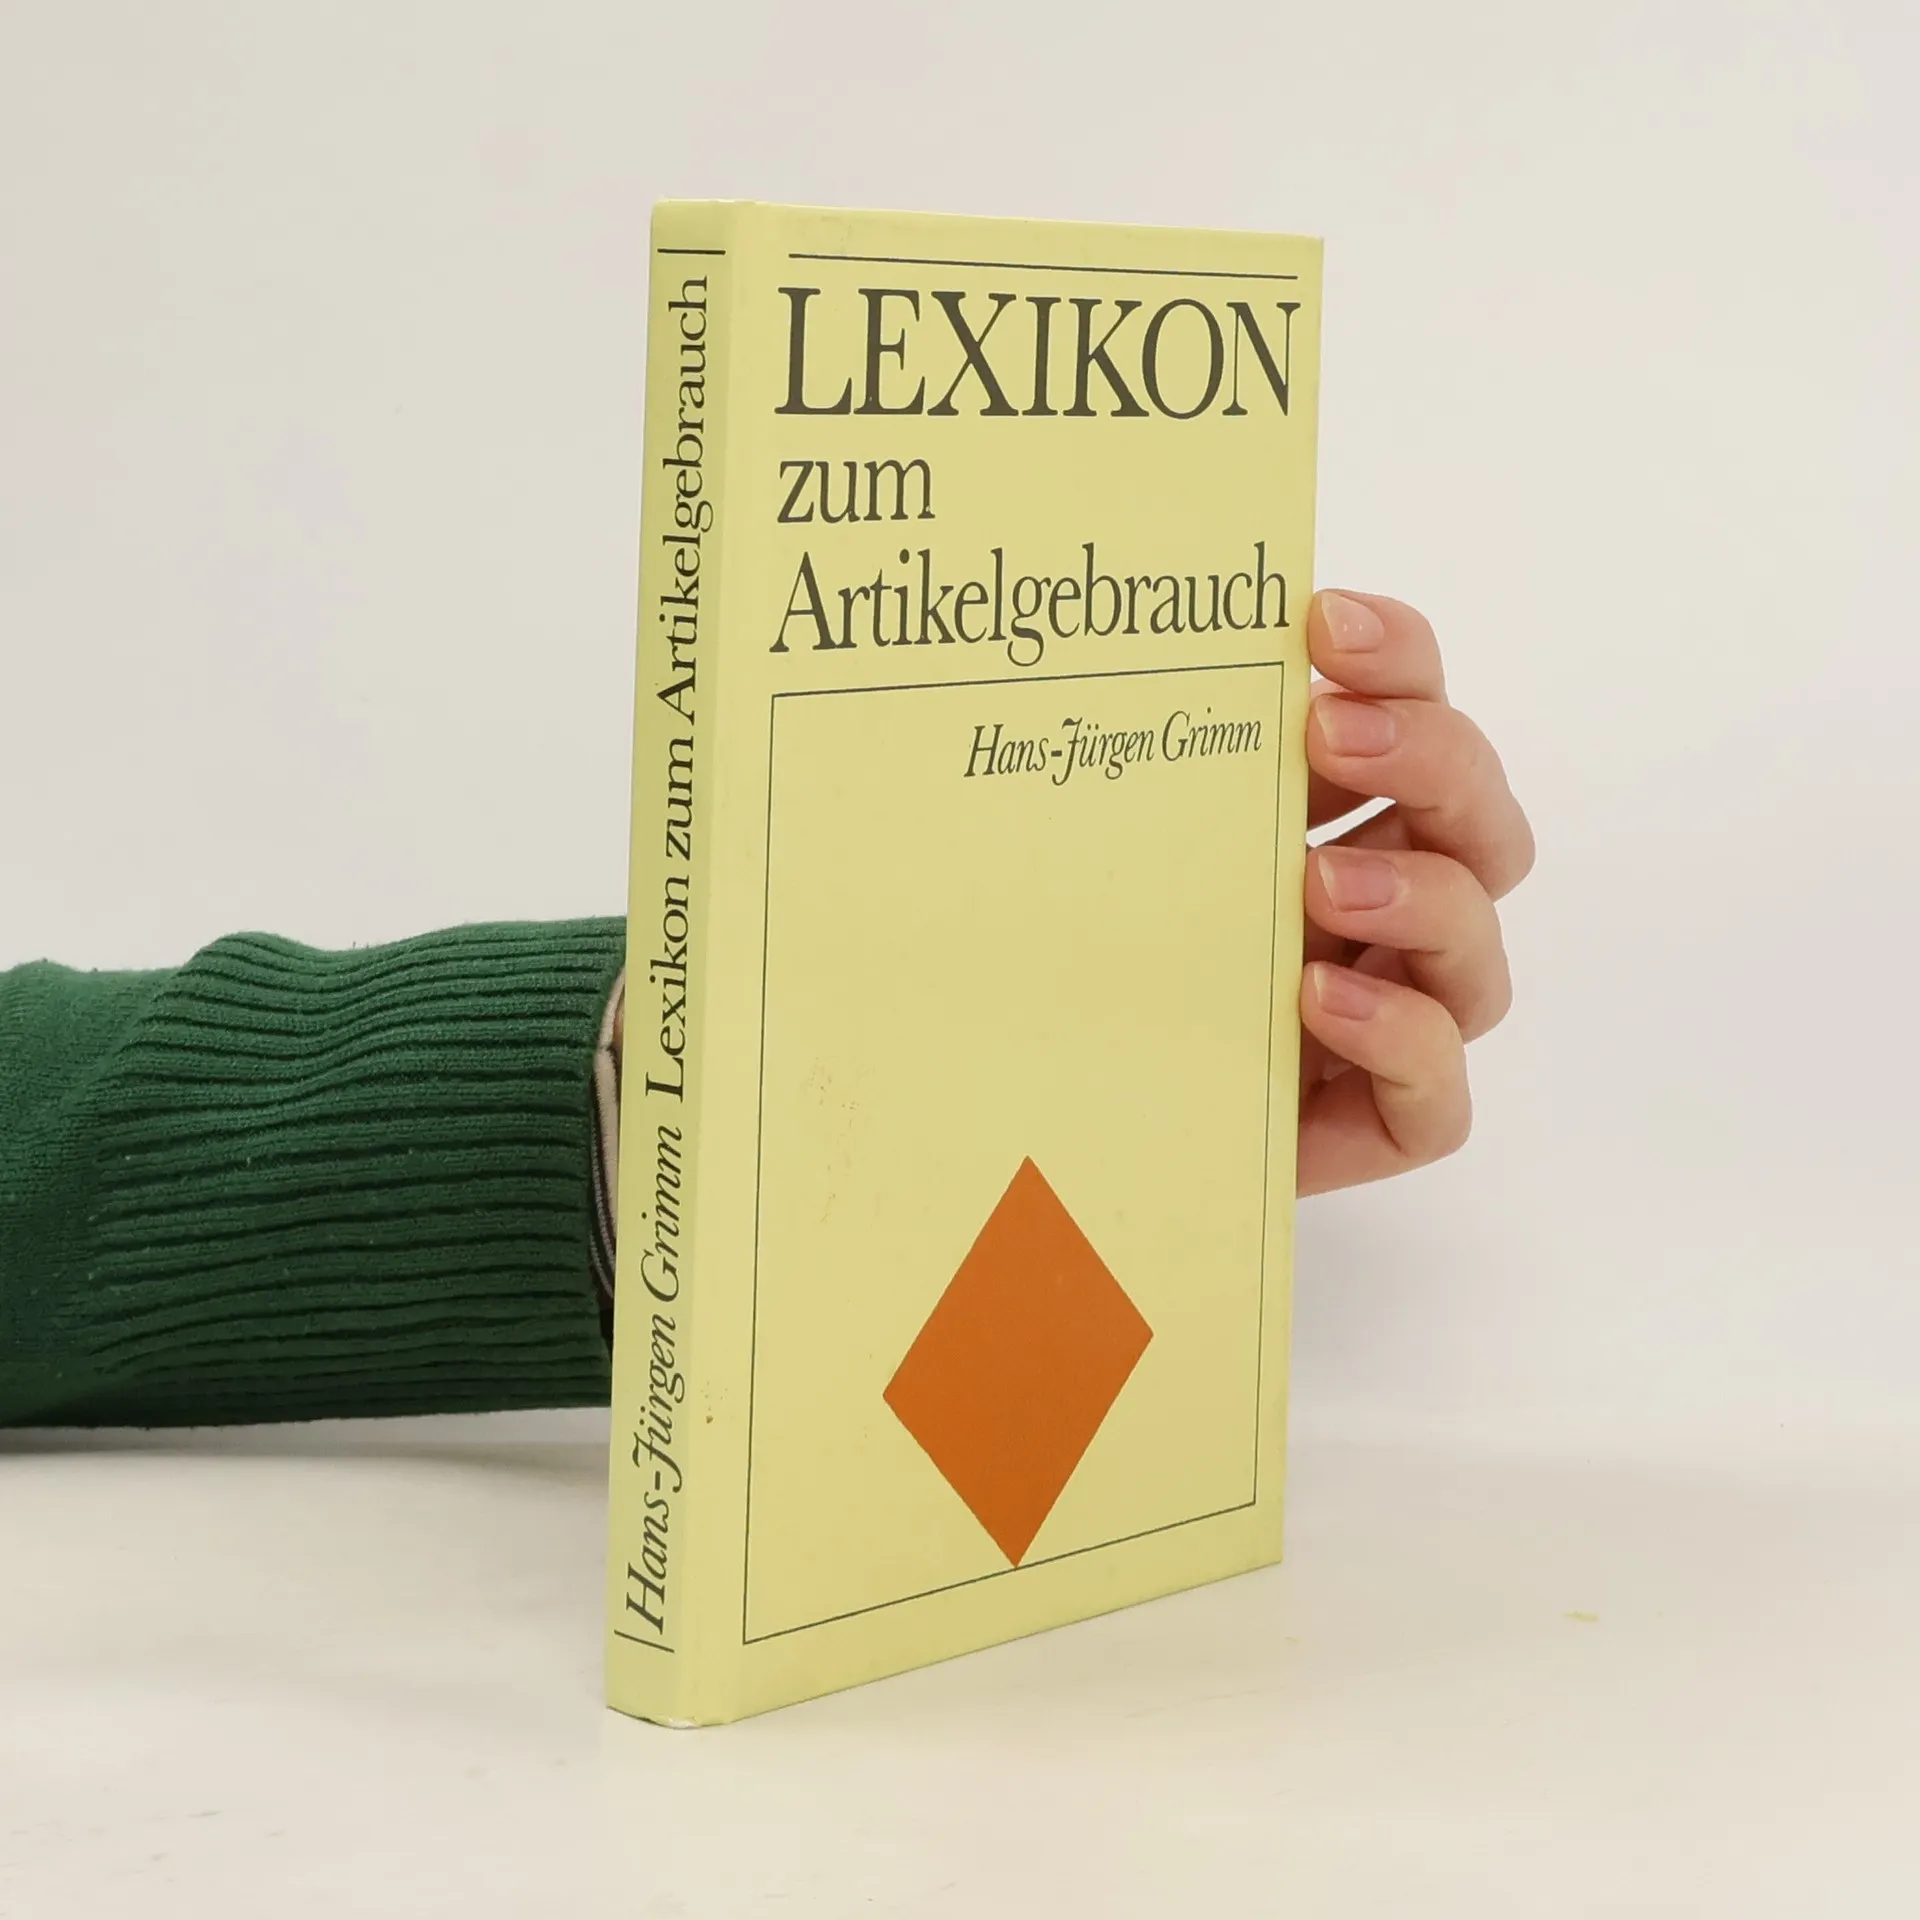 LEXIKON
zum
Artikelgebrauch
Hans-Jürgen Grimm
Hans-Jürgen Grimm Lexikon zum Artikelgebrauch